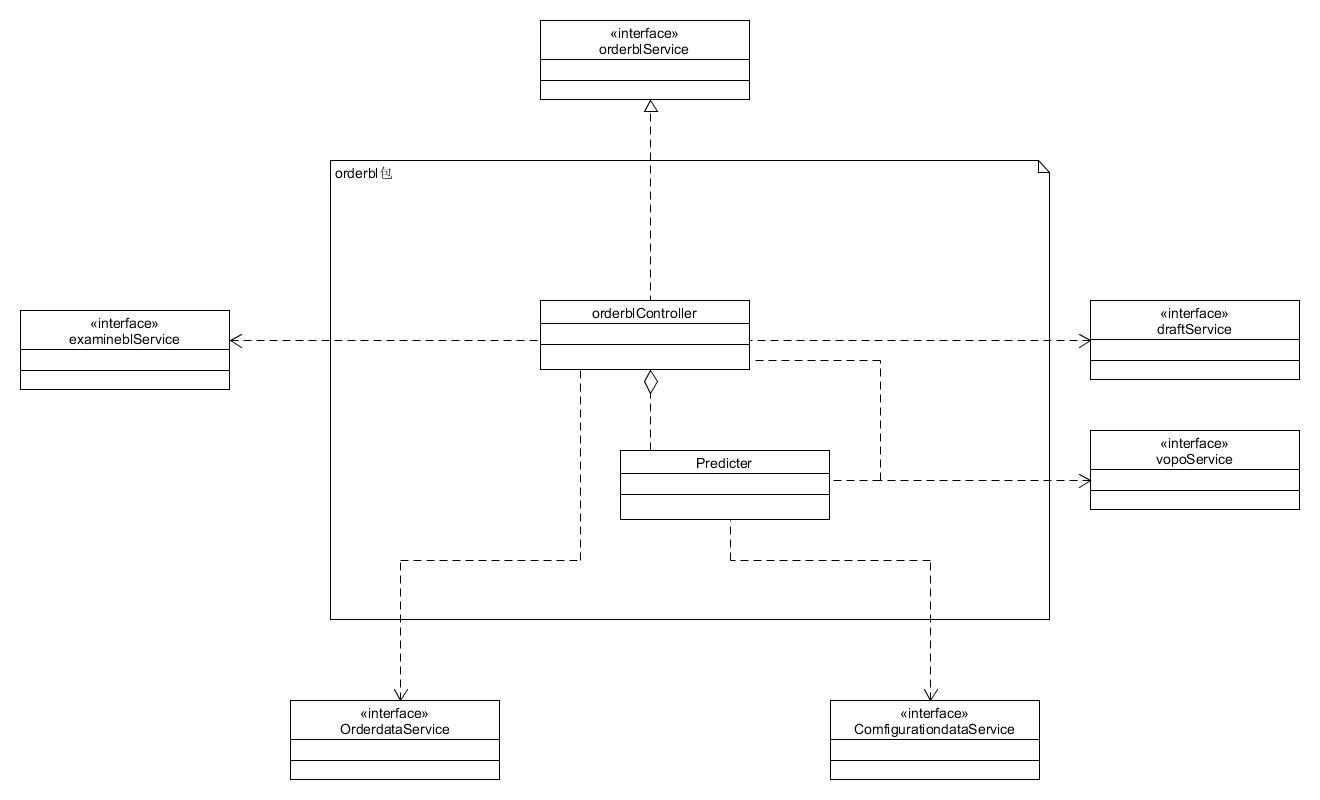 «interface»
orderblService
orderbl包
orderblController
«interface»
examineblService
«interface»
draftService
«interface»
vopoService
Predicter
«interface»
OrderdataService
«interface»
ComfigurationdataService